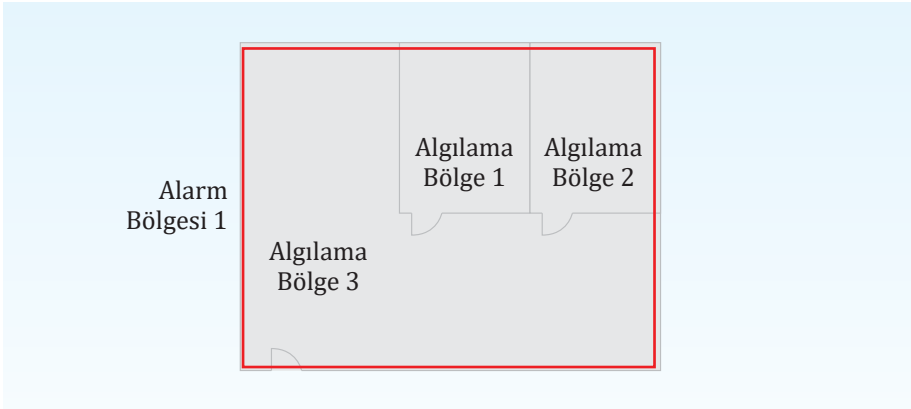 Algılama
Bölge 1
Algılama
Bölge 2
Alarm
Bölgesi 1
Algılama
Bölge 3